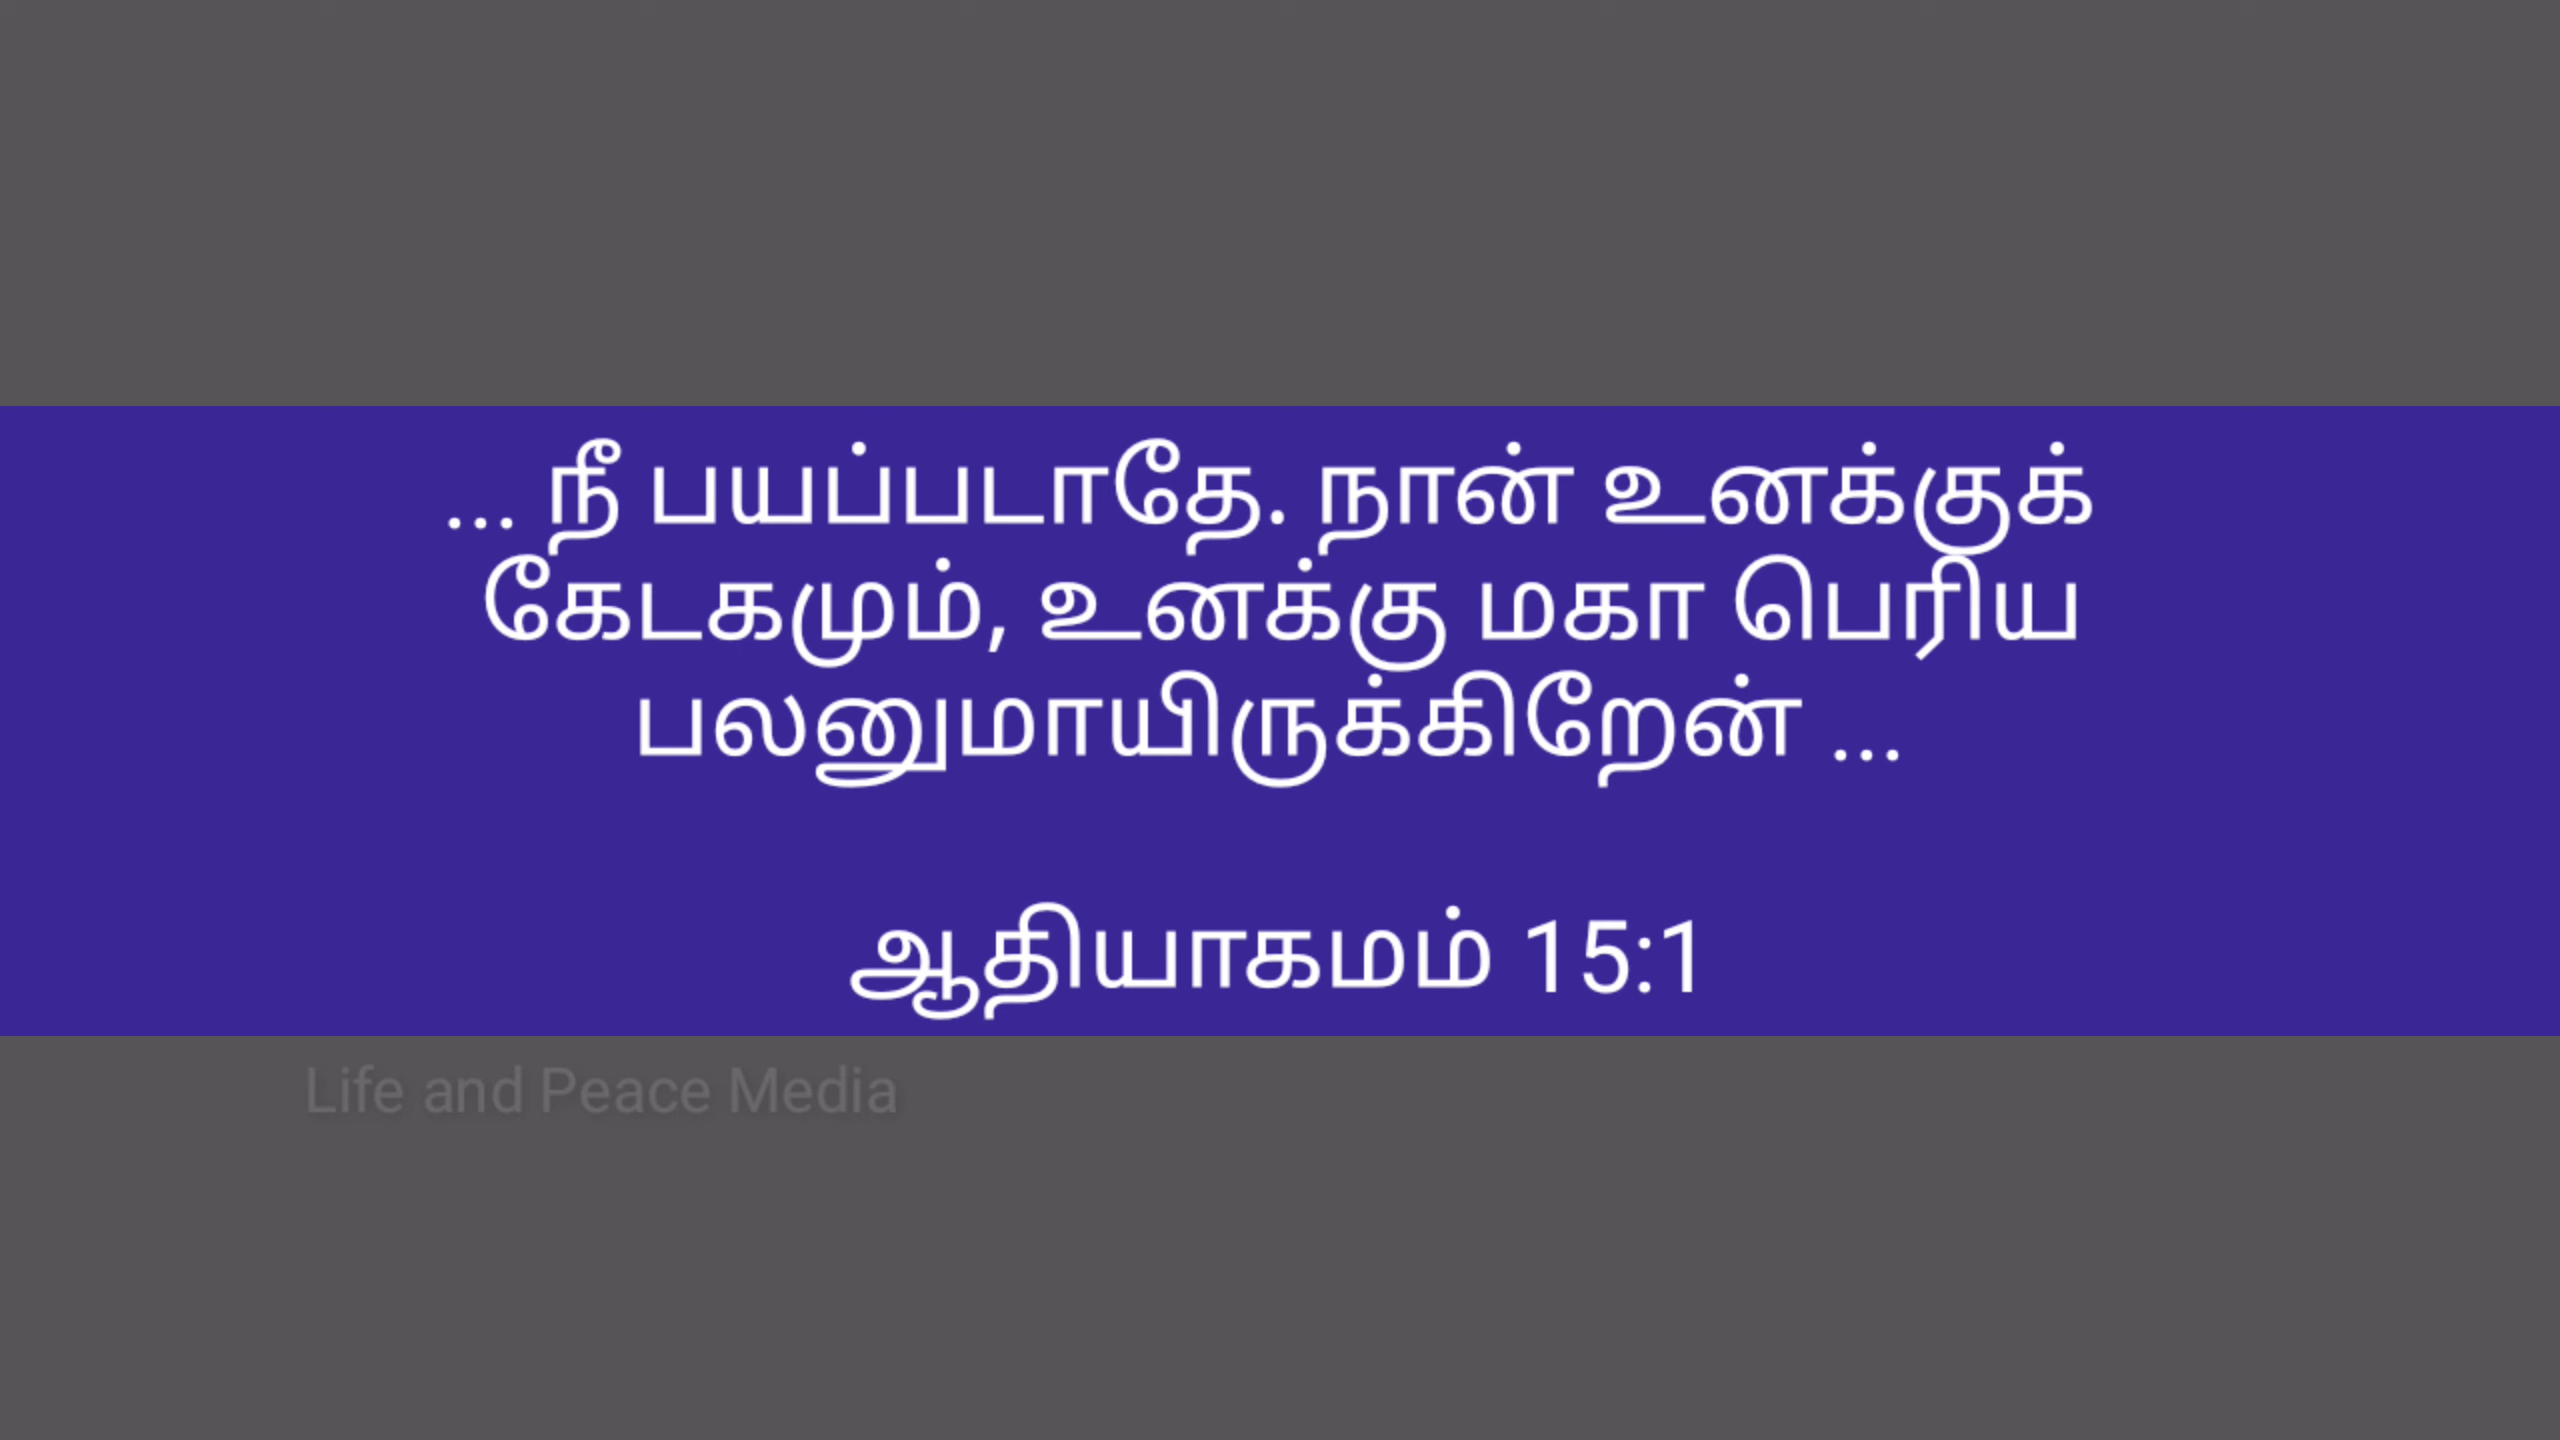 ... நீ பயப்படாதே. நான் உனக்குக்
கேடகமும், உனக்கு மகா பெரிய
பலனுமாயிருக்கிறேன் ...
ஆதியாகமம் 15:1
Life and Peace Media